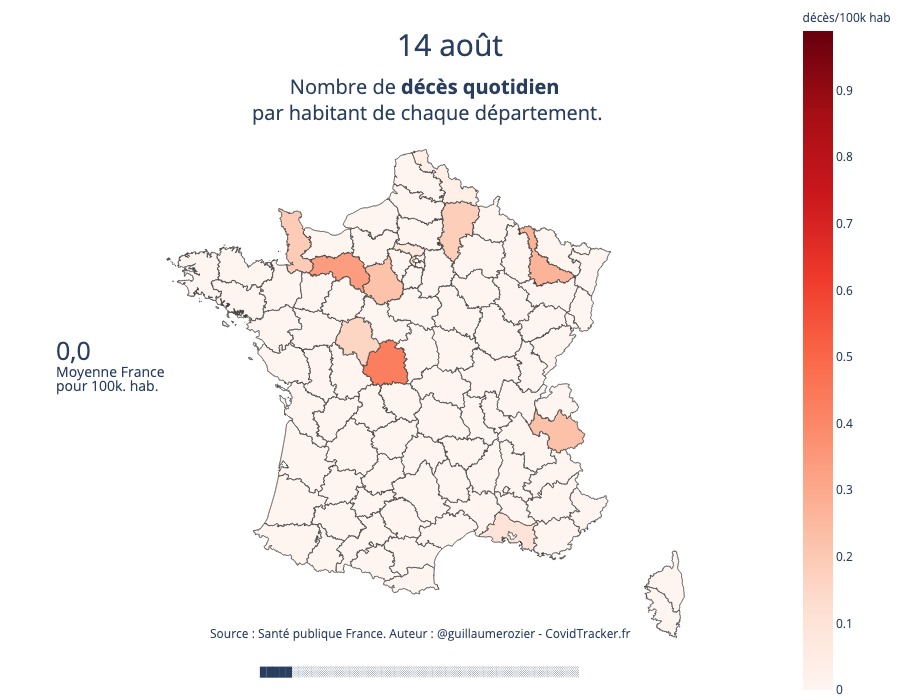 décès/100k hab
14 août
Nombre de décès quotidien
par habitant de chaque département.
0.9
0.8
0.7
0.6
0.5
0.4
0.3
0.2
0.1
0
0,0
Moyenne France
pour 100k. hab.
Source : Santé publique France. Auteur : @guillaumerozier - CovidTracker.fr